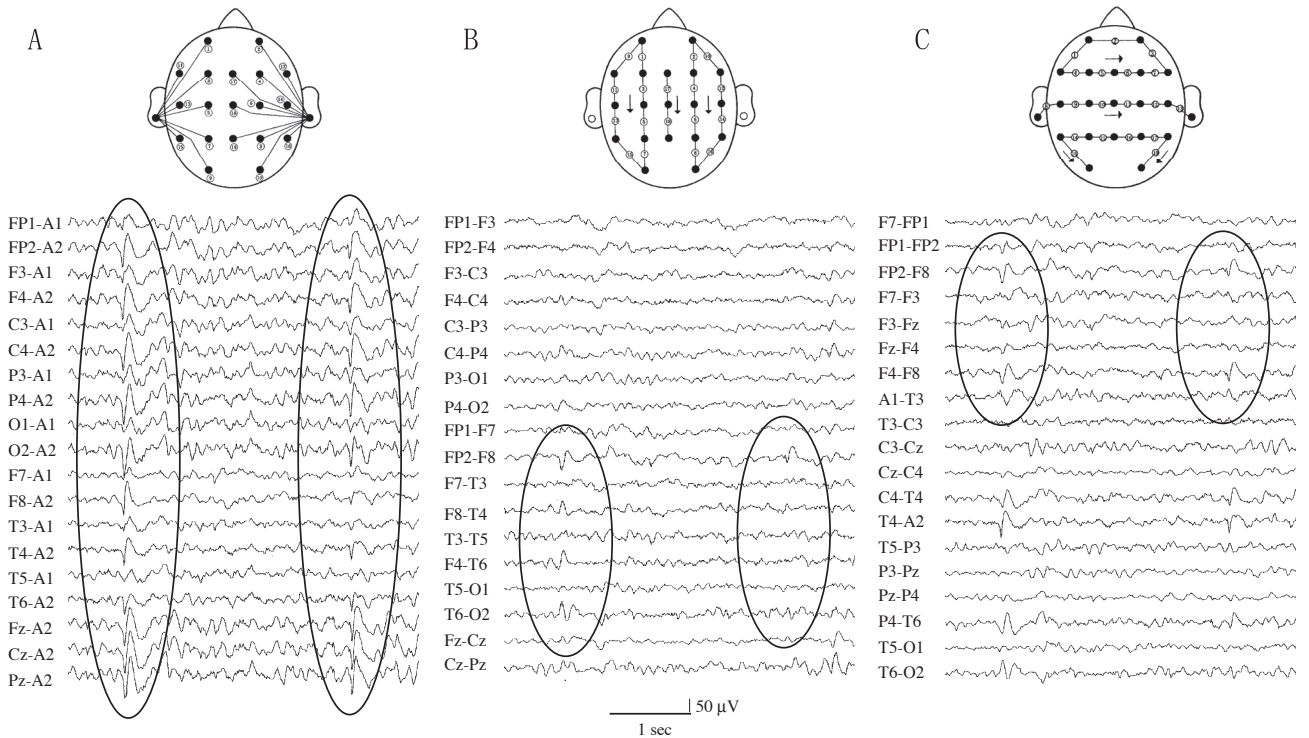 A
B
C
FP1-A1
FP2-A2
F3-A1
F4-A2
C3-A1
C4-A2
P3-A1
P4-A2
O1-A1
O2-A2
F7-A1
F8-A2
T3-A1
T4-A2
T5-A1
T6-A2
Fz-A2
Cz-A2
Pz-A2
FP1-F3
FP2-F4
F3-C3
F4-C4
C3-P3
C4-P4
P3-O1
P4-O2
FP1-F7
FP2-F8
F7-T3
F8-T4
T3-T5
F4-T6
T5-O1
T6-O2
Fz-Cz
Cz-Pz
50 µV
1 sec
F7-FP1
FP1-FP2
FP2-F8
F7-F3
F3-Fz
Fz-F4
F4-F8
A1-T3
T3-C3
C3-Cz
Cz-C4
C4-T4
T4-A2
T5-P3
P3-Pz
Pz-P4
P4-T6
T5-O1
T6-O2